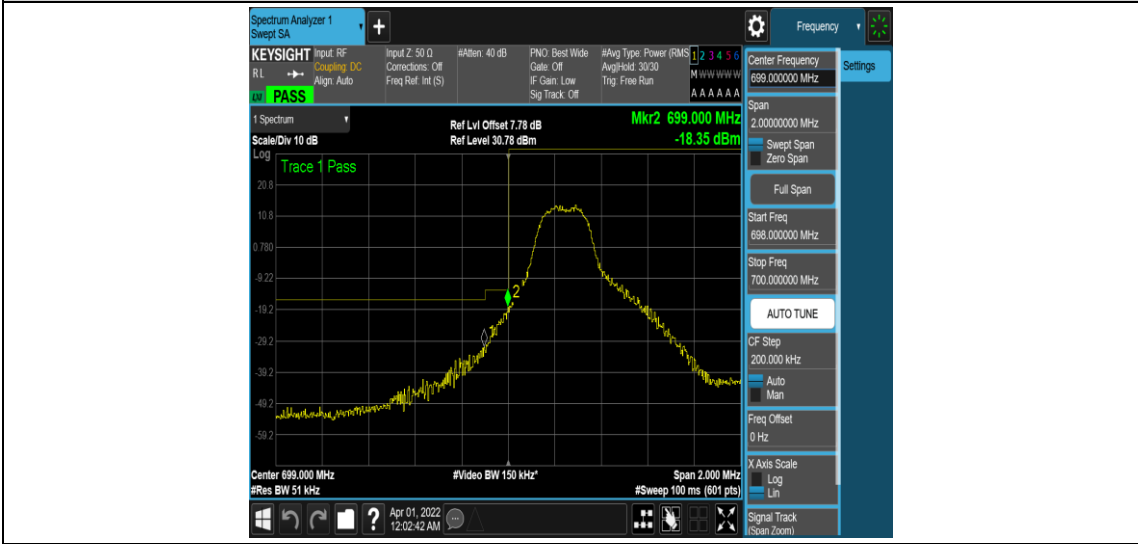 Spectrum Analyzer 1
Swept SA
+
Frequency
KEYSIGHT
RL
LXI PASS
Input: RF
Coupling: DC
Align: Auto
Input Z: 50 Ω
Corrections: Off
Freq Ref: Int (S)
#Atten: 40 dB
PNO: Best Wide
Gate: Off
IF Gain: Low
Sig Track: Off
#Avg Type: Power (RMS
Avg|Hold: 30/30
Trig: Free Run
1 2 3 4 5 6
M W W W W W
A A A A A A
1 Spectrum
Scale/Div 10 dB
Ref Lvl Offset 7.78 dB
Ref Level 30.78 dBm
Mkr2 699.000 MHz
-18.35 dBm
Log
Trace 1 Pass
20.8
10.8
0.780
-9.22
-19.2
-29.2
-39.2
-49.2
-59.2
2
Center 699.000 MHz
#Video BW 150 kHz*
Span 2.000 MHz
#Res BW 51 kHz
#Sweep 100 ms (601 pts)
?
Apr 01, 2022
12:02:42 AM
Center Frequency
699.000000 MHz
Settings
Span
2.00000000 MHz
Swept Span
Zero Span
Full Span
Start Freq
698.000000 MHz
Stop Freq
700.000000 MHz
AUTO TUNE
CF Step
200.000 kHz
Auto
Man
Freq Offset
0 Hz
X Axis Scale
Log
Lin
Signal Track
(Span Zoom)